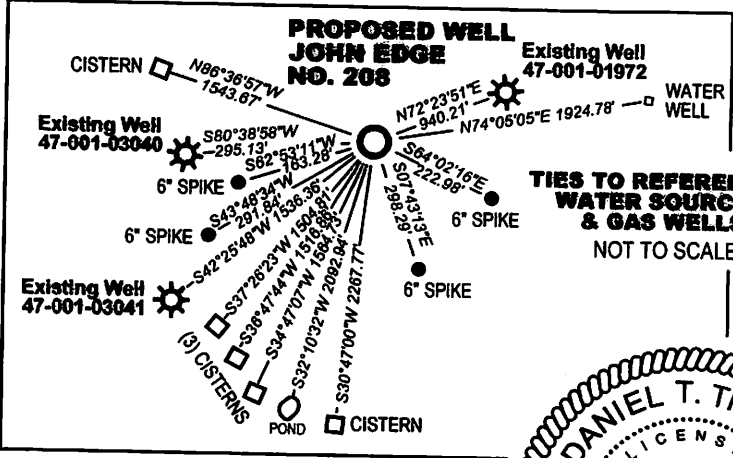 PROPOSED WELL
JOHN EDGE
NO. 208
CISTERN
N86°36'57"W
1543.67'
Existing Well
47-001-01972
N72°23'51"E
940.21'
WATER
WELL
N74°05'05"E 1924.78'
Existing Well
47-001-03040
S80°38'58"W
295.13'
S62°53'11"W
163.28'
6" SPIKE
S64°02'16"E
222.98'
6" SPIKE
S07°43'13"E
298.29'
6" SPIKE
S43°48'34"W
291.84'
6" SPIKE
TIES TO REFERE
WATER SOURC
& GAS WELLS
NOT TO SCALE
S42°25'48"W 1536.36'
Existing Well
47-001-03041
S37°26'23"W 1504.81'
S36°47'44"W
S34°47'07"W
(3) CISTERNS
S32°10'32"W 2092.94'
POND
S30°47'00"W 2267.77'
CISTERN
DANIEL T.
LICENS